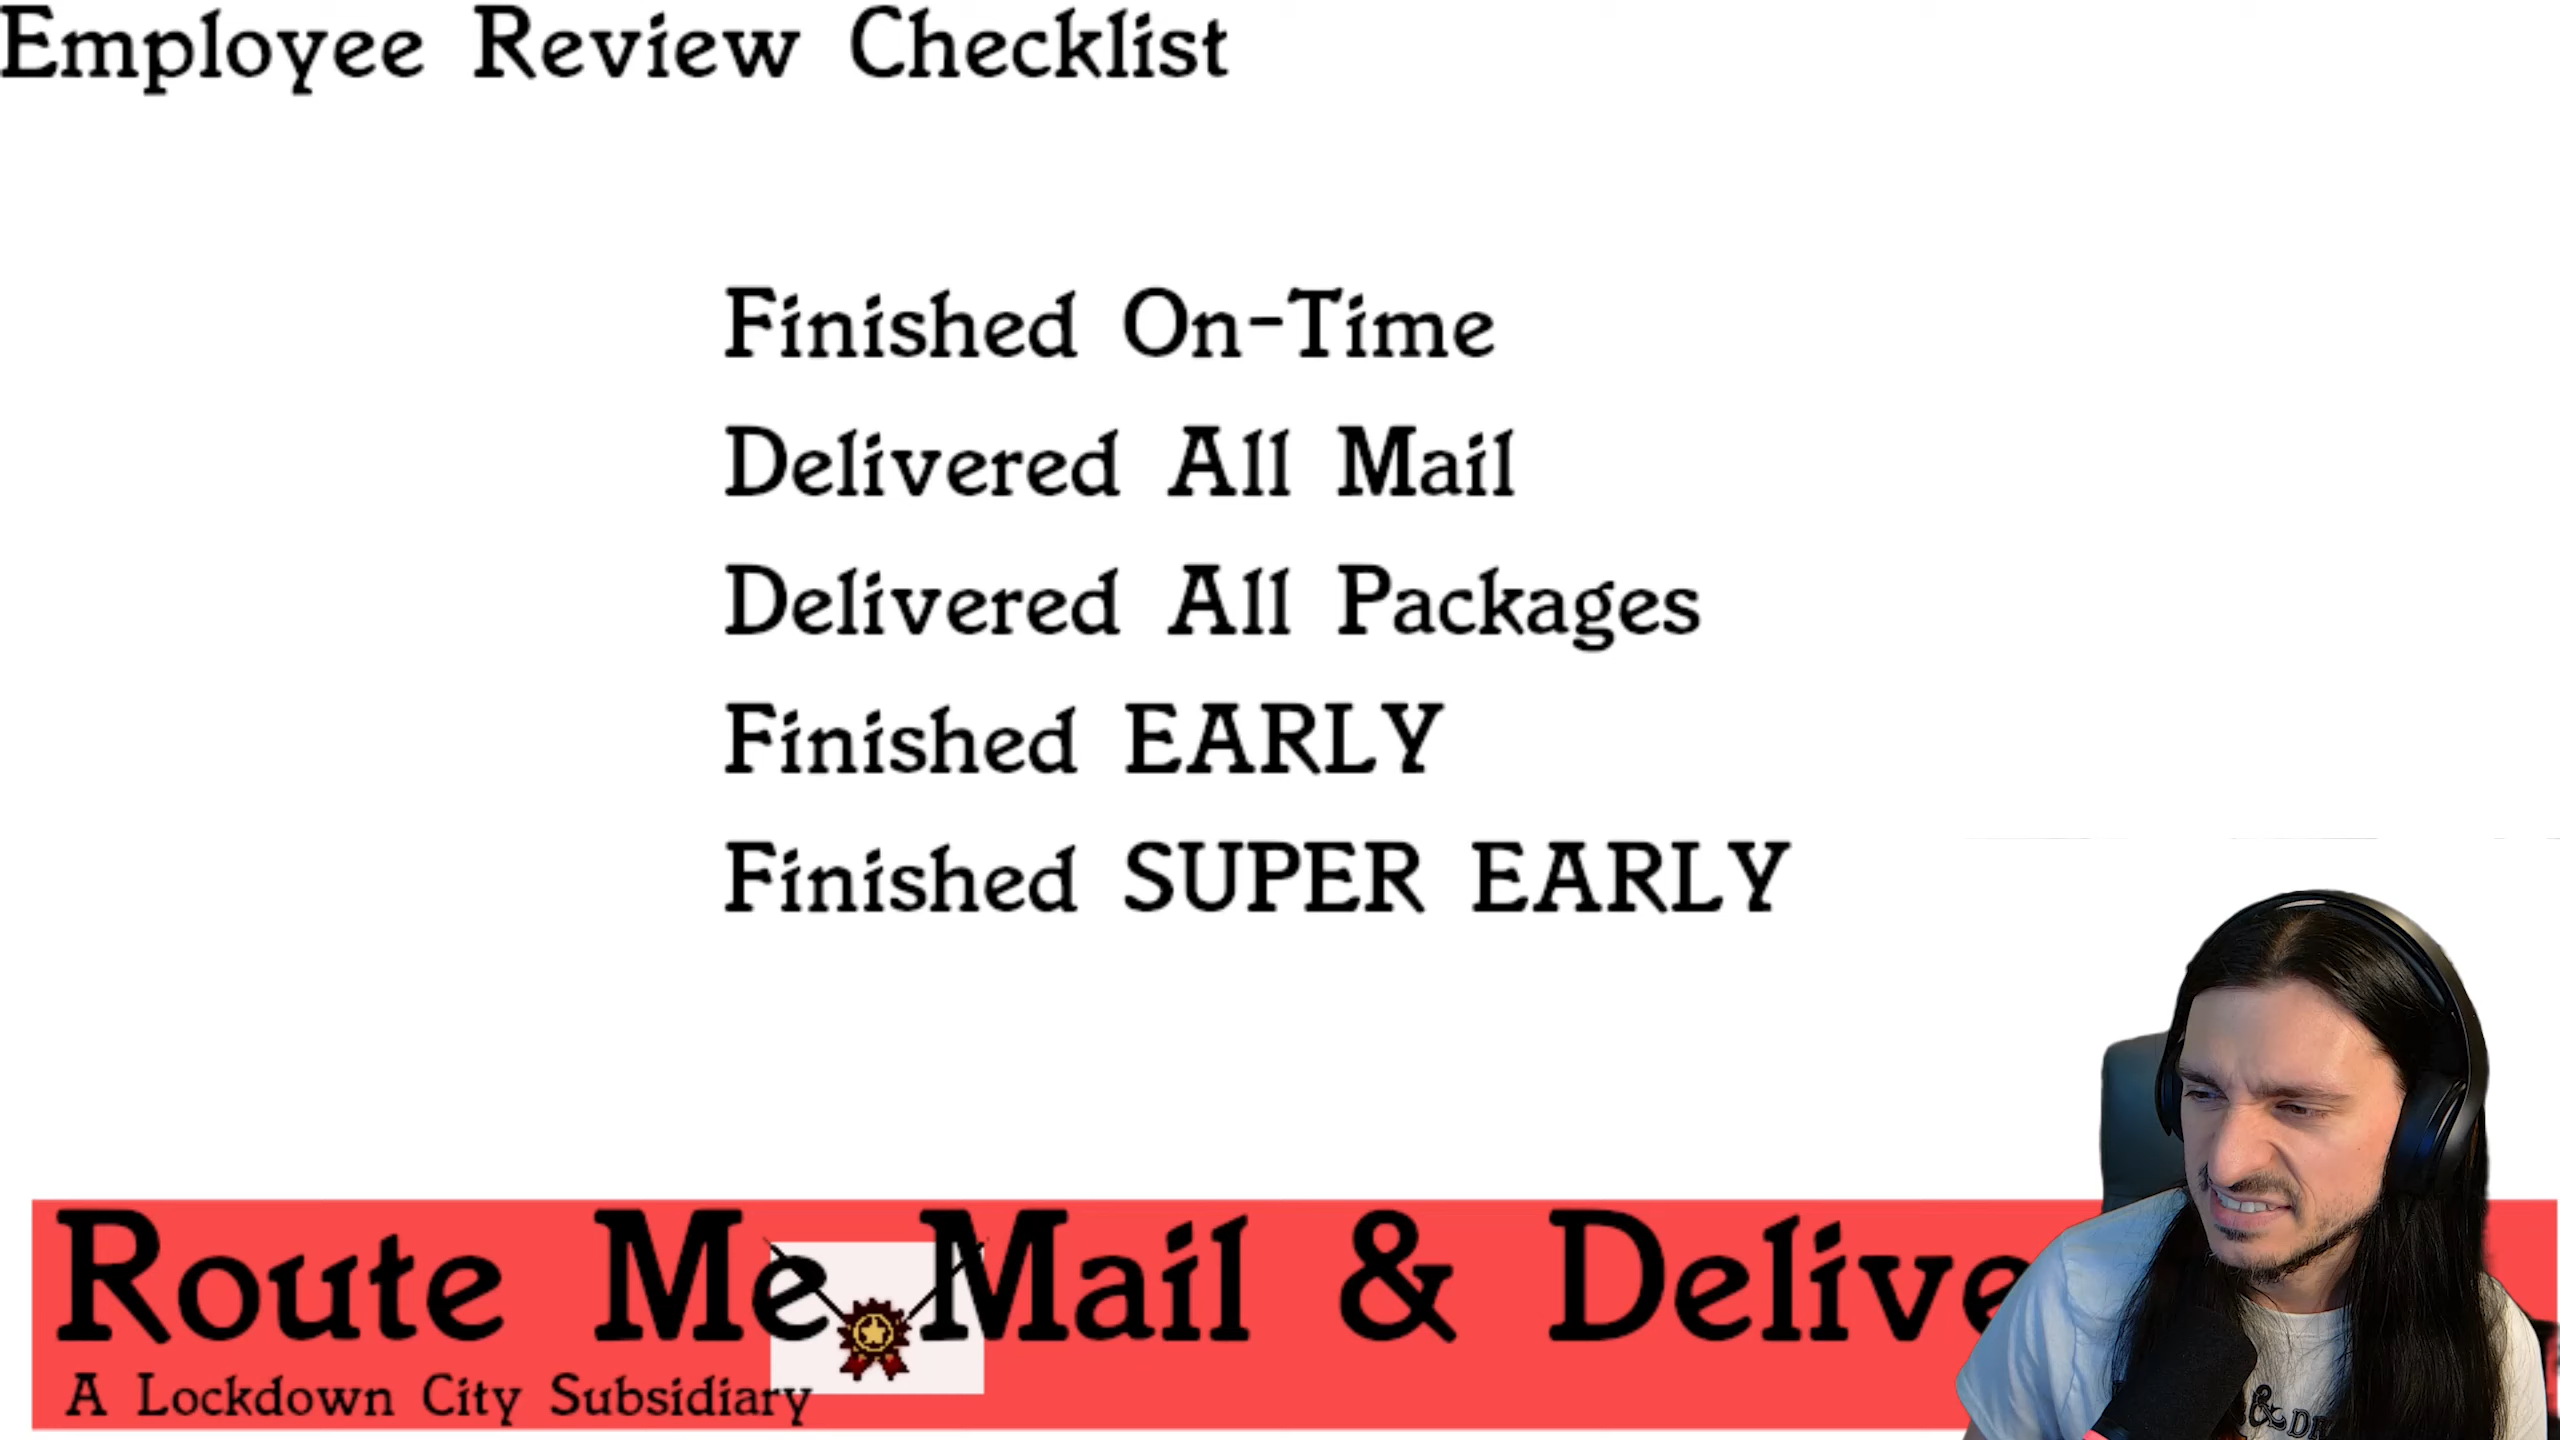 Employee Review Checklist
Finished On-Time
Delivered All Mail
Delivered All Packages
Finished EARLY
Finished SUPER EARLY
Route Me Mail & Delive
A Lockdown City Subsidiary
&